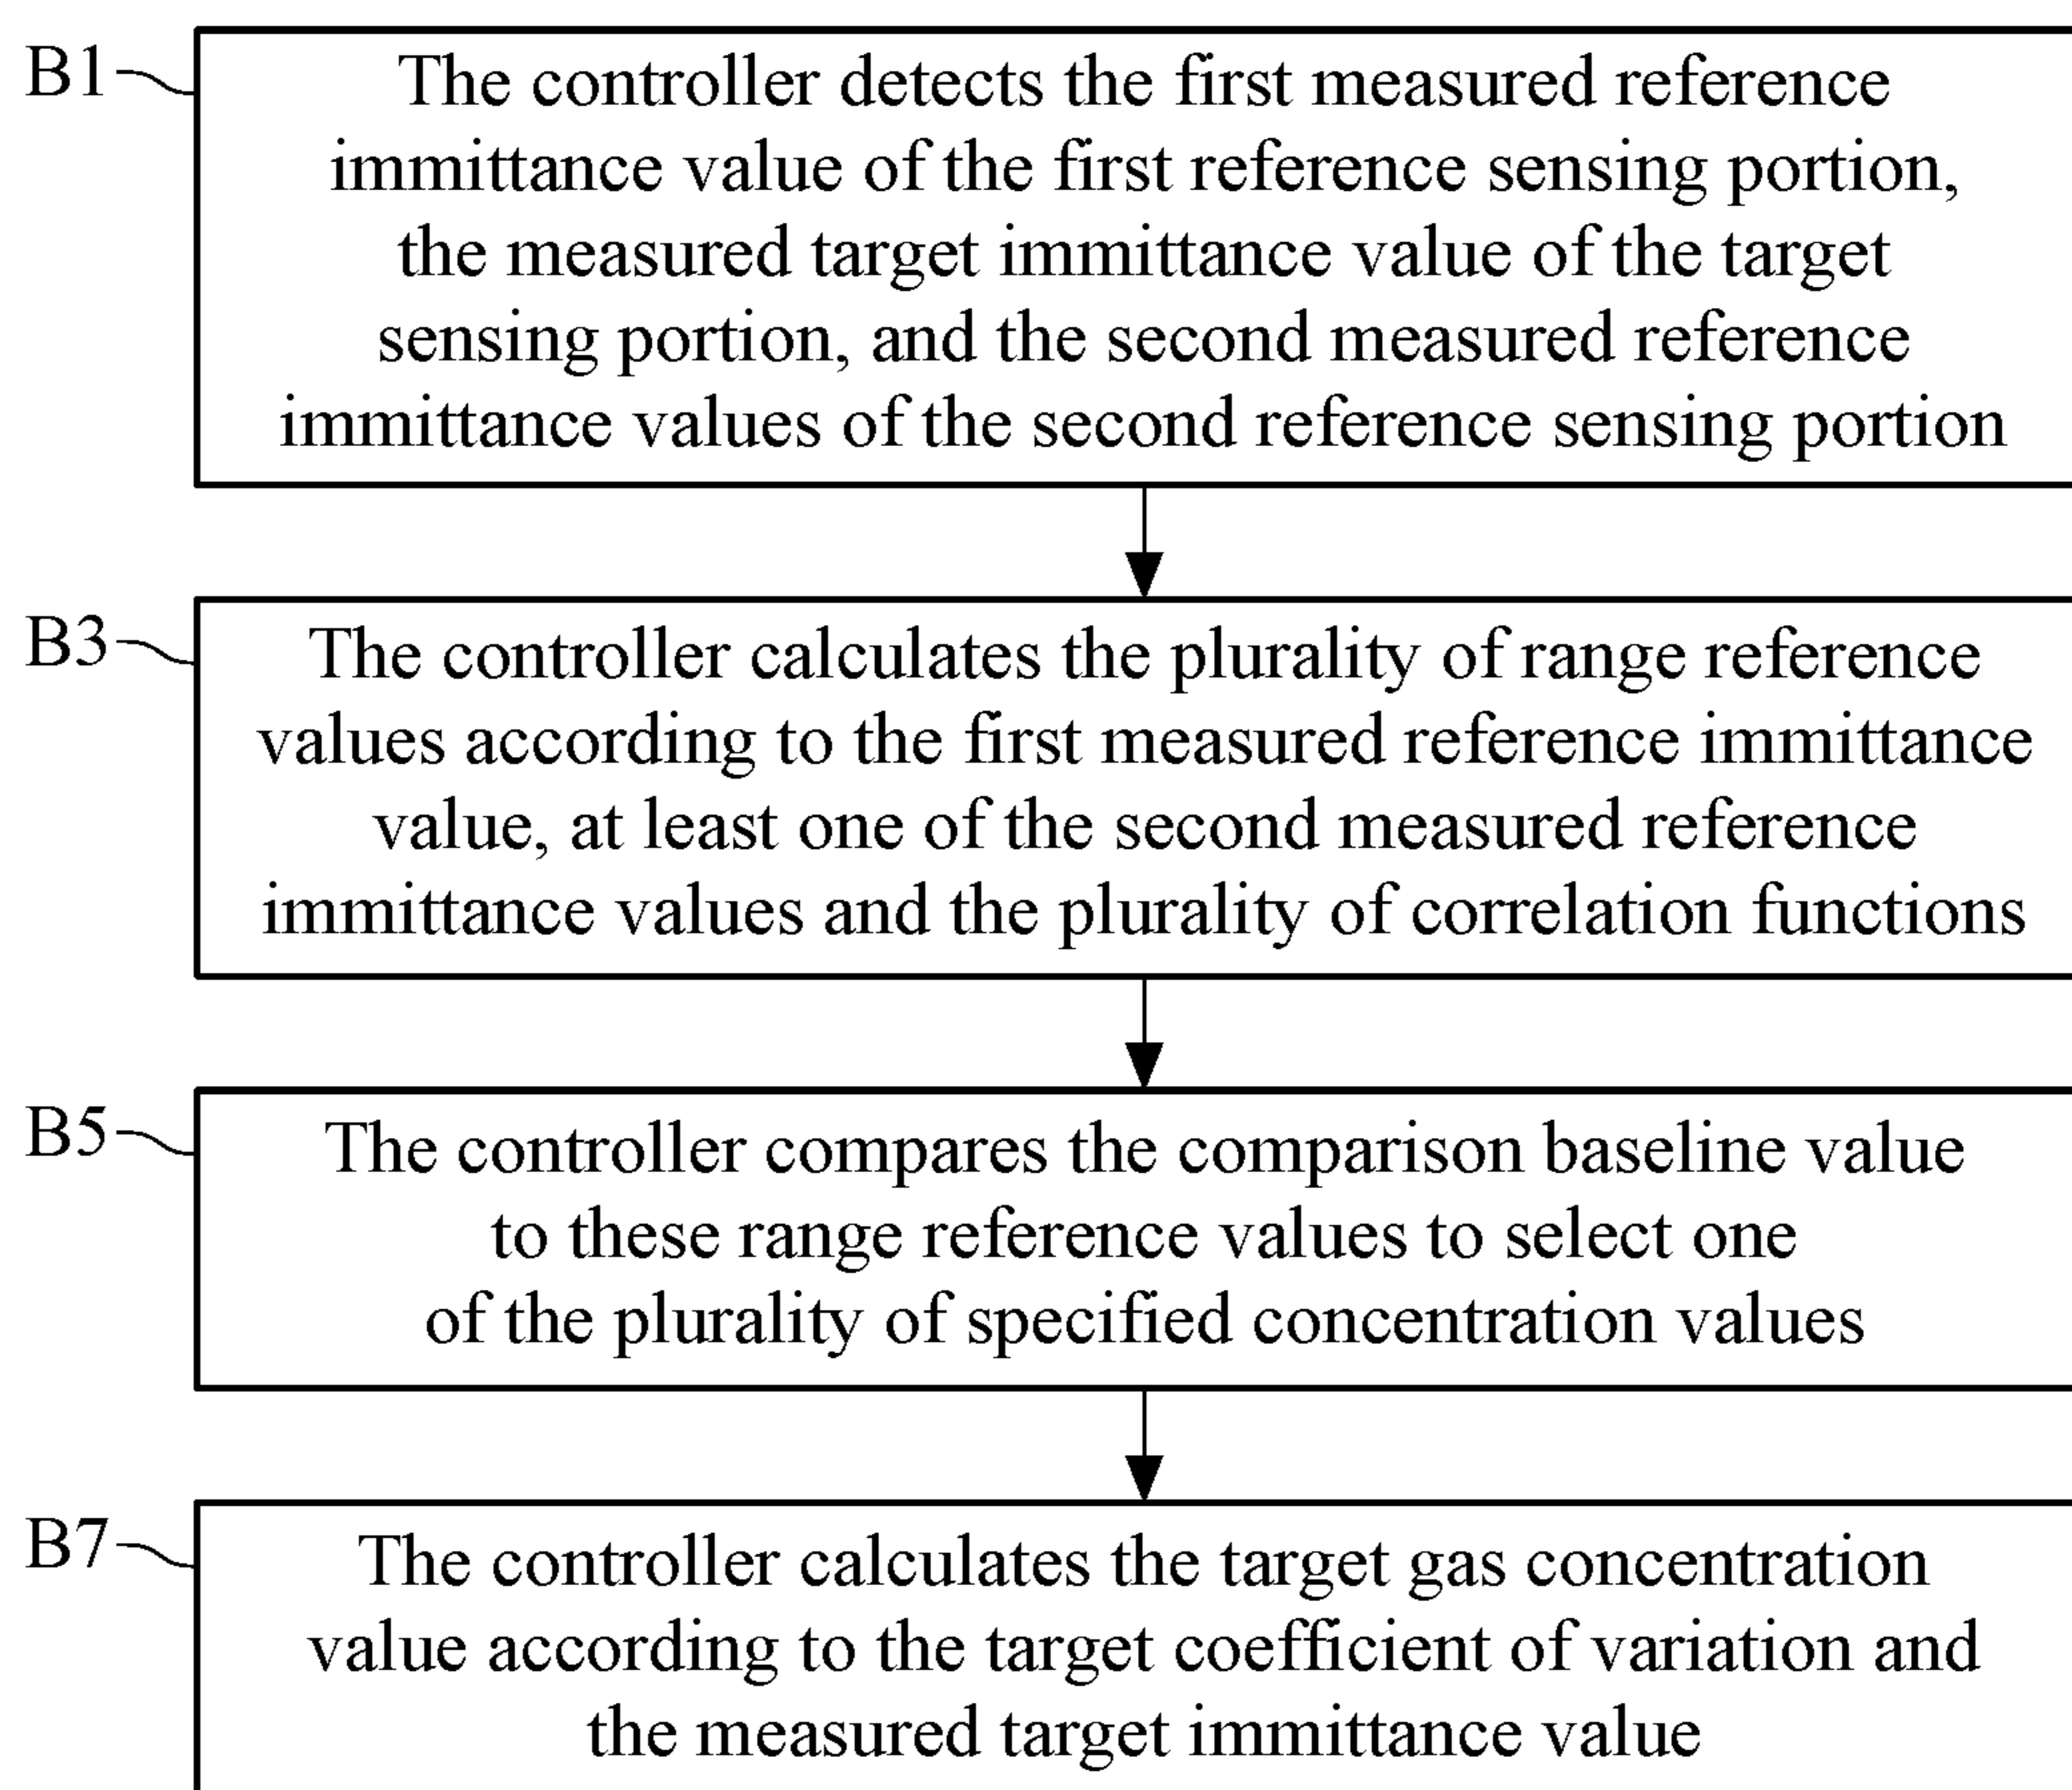 B1
The controller detects the first measured reference
immittance value of the first reference sensing portion,
the measured target immittance value of the target
sensing portion, and the second measured reference
immittance values of the second reference sensing portion
B3
The controller calculates the plurality of range reference
values according to the first measured reference immittance
value, at least one of the second measured reference
immittance values and the plurality of correlation functions
B5
The controller compares the comparison baseline value
to these range reference values to select one
of the plurality of specified concentration values
B7
The controller calculates the target gas concentration
value according to the target coefficient of variation and
the measured target immittance value